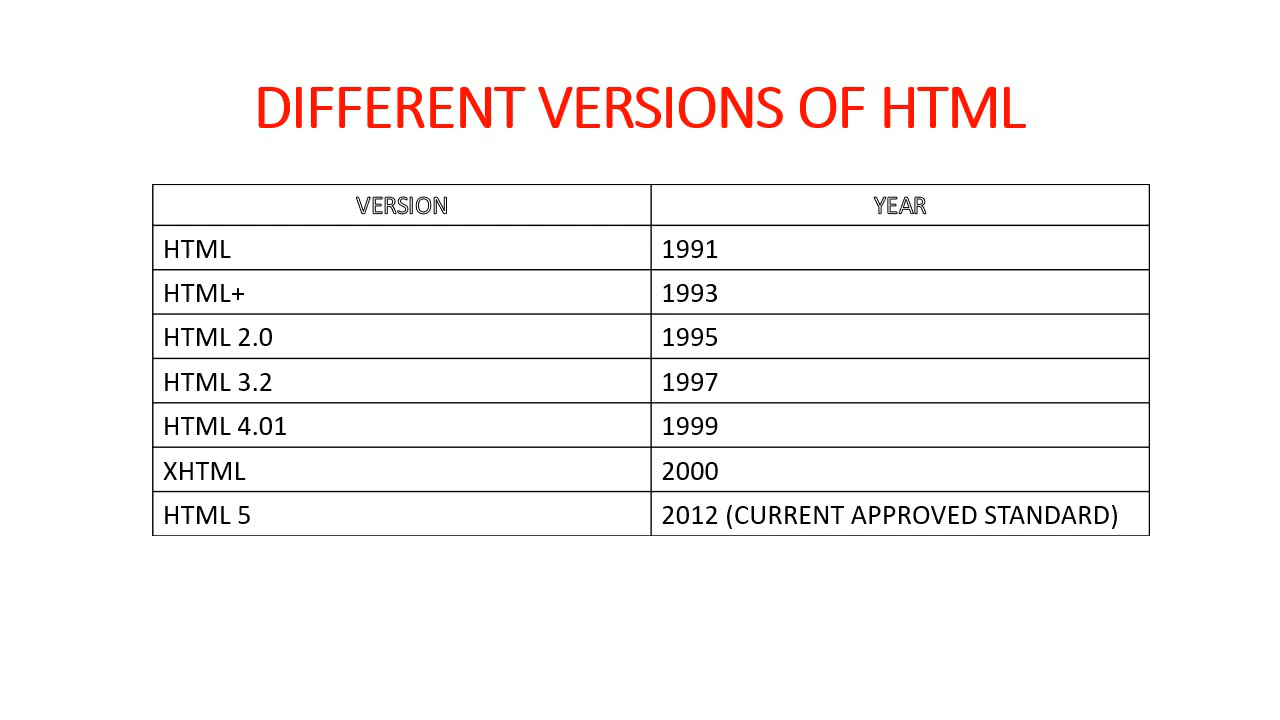 DIFFERENT VERSIONS OF HTML
VERSION YEAR
HTML 1991
HTML+ 1993
HTML 2.0 1995
HTML 3.2 1997
HTML 4.01 1999
XHTML 2000
HTML 5 2012 (CURRENT APPROVED STANDARD)